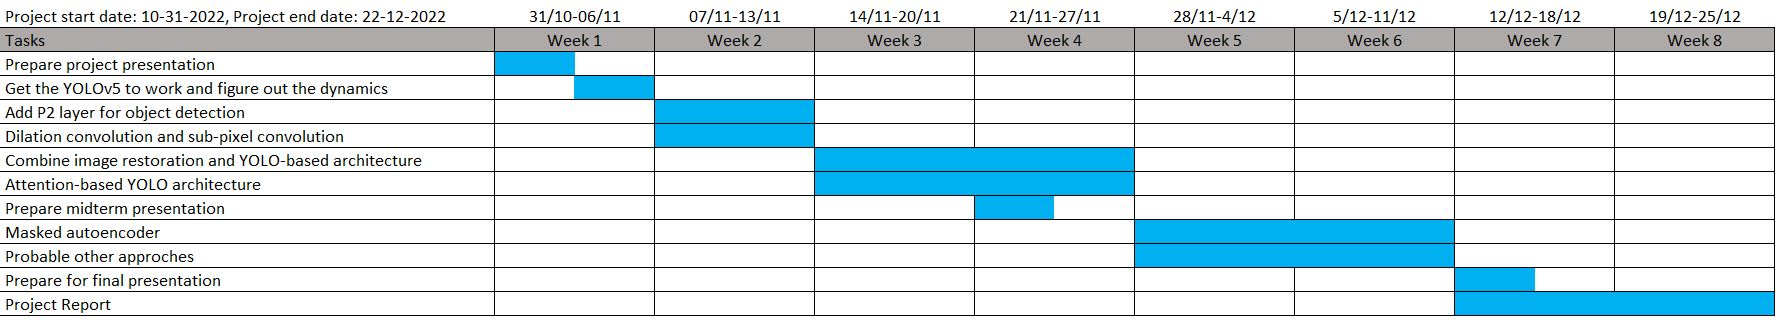 Project start date: 10-31-2022, Project end date: 22-12-2022 31/10-06/11 07/11-13/11 14/11-20/11 21/11-27/11 28/11-4/12 5/12-11/12 12/12-18/12 19/12-25/12
Tasks Week 1 Week 2 Week 3 Week 4 Week 5 Week 6 Week 7 Week 8
Prepare project presentation
Get the YOLOv5 to work and figure out the dynamics
Add P2 layer for object detection
Dilation convolution and sub-pixel convolution
Combine image restoration and YOLO-based architecture
Attention-based YOLO architecture
Prepare midterm presentation
Masked autoencoder
Probable other approches
Prepare for final presentation
Project Report